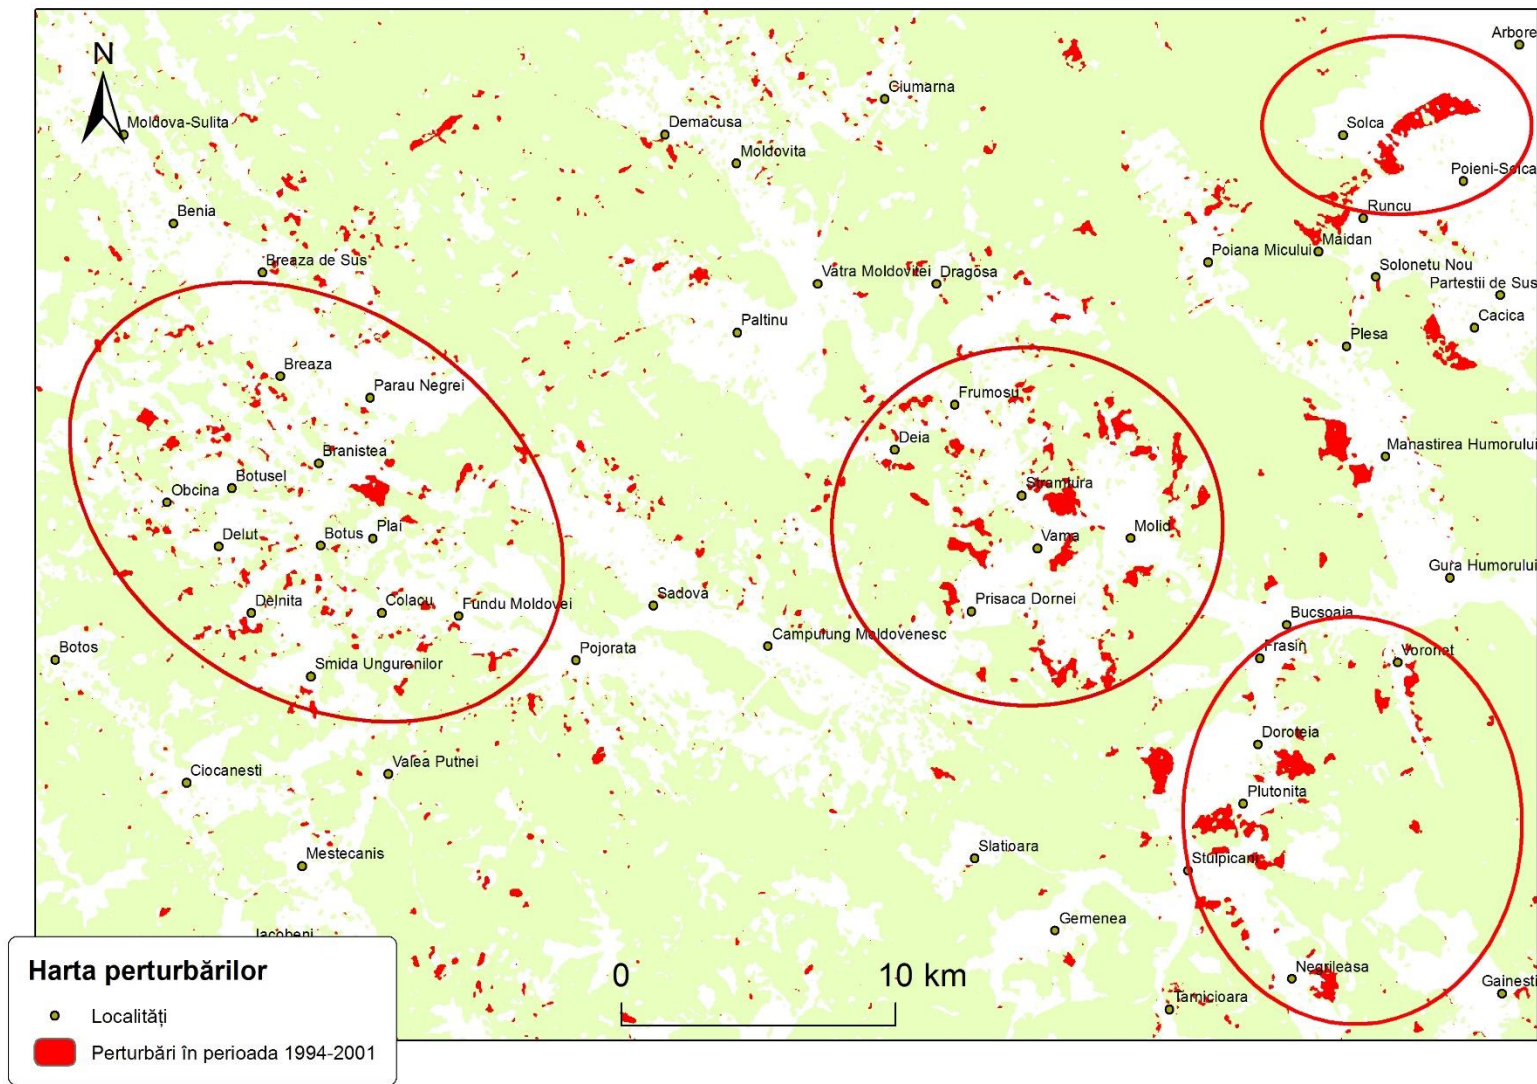 Arbore
N
Ciumarna
Moldova-Sulita
Demacusa
Solca
Moldovita
Poieni-Solca
Benia
Runcu
Maidan
Poiana Micului
Breaza de Sus
Vatra Moldovitei
Dragosa
Solonetu Nou
Partestii de Sus
Cacica
Paltinu
Plesa
Breaza
Parau Negrei
Frumosu
Deia
Manastirea Humorului
Branistea
Botusel
Obcina
Stramtura
Plai
Delut
Botus
Vama
Molid
Gura Humorului
Sadova
Delnita
Colacu
Fundu Moldovei
Prisaca Dornei
Bucsoaia
Campulung Moldovenesc
Botos
Smida Ungurenilor
Pojorata
Frasin
Voronet
Doroteia
Valea Putnei
Ciocanesti
Plutonita
Slatioara
Mestecanis
Stulpicani
Gemenea
Iacobeni
Negrileasa
Gainesti
Tarnicioara
0 10 km
Harta perturbărilor
Localități
Perturbări în perioada 1994-2001